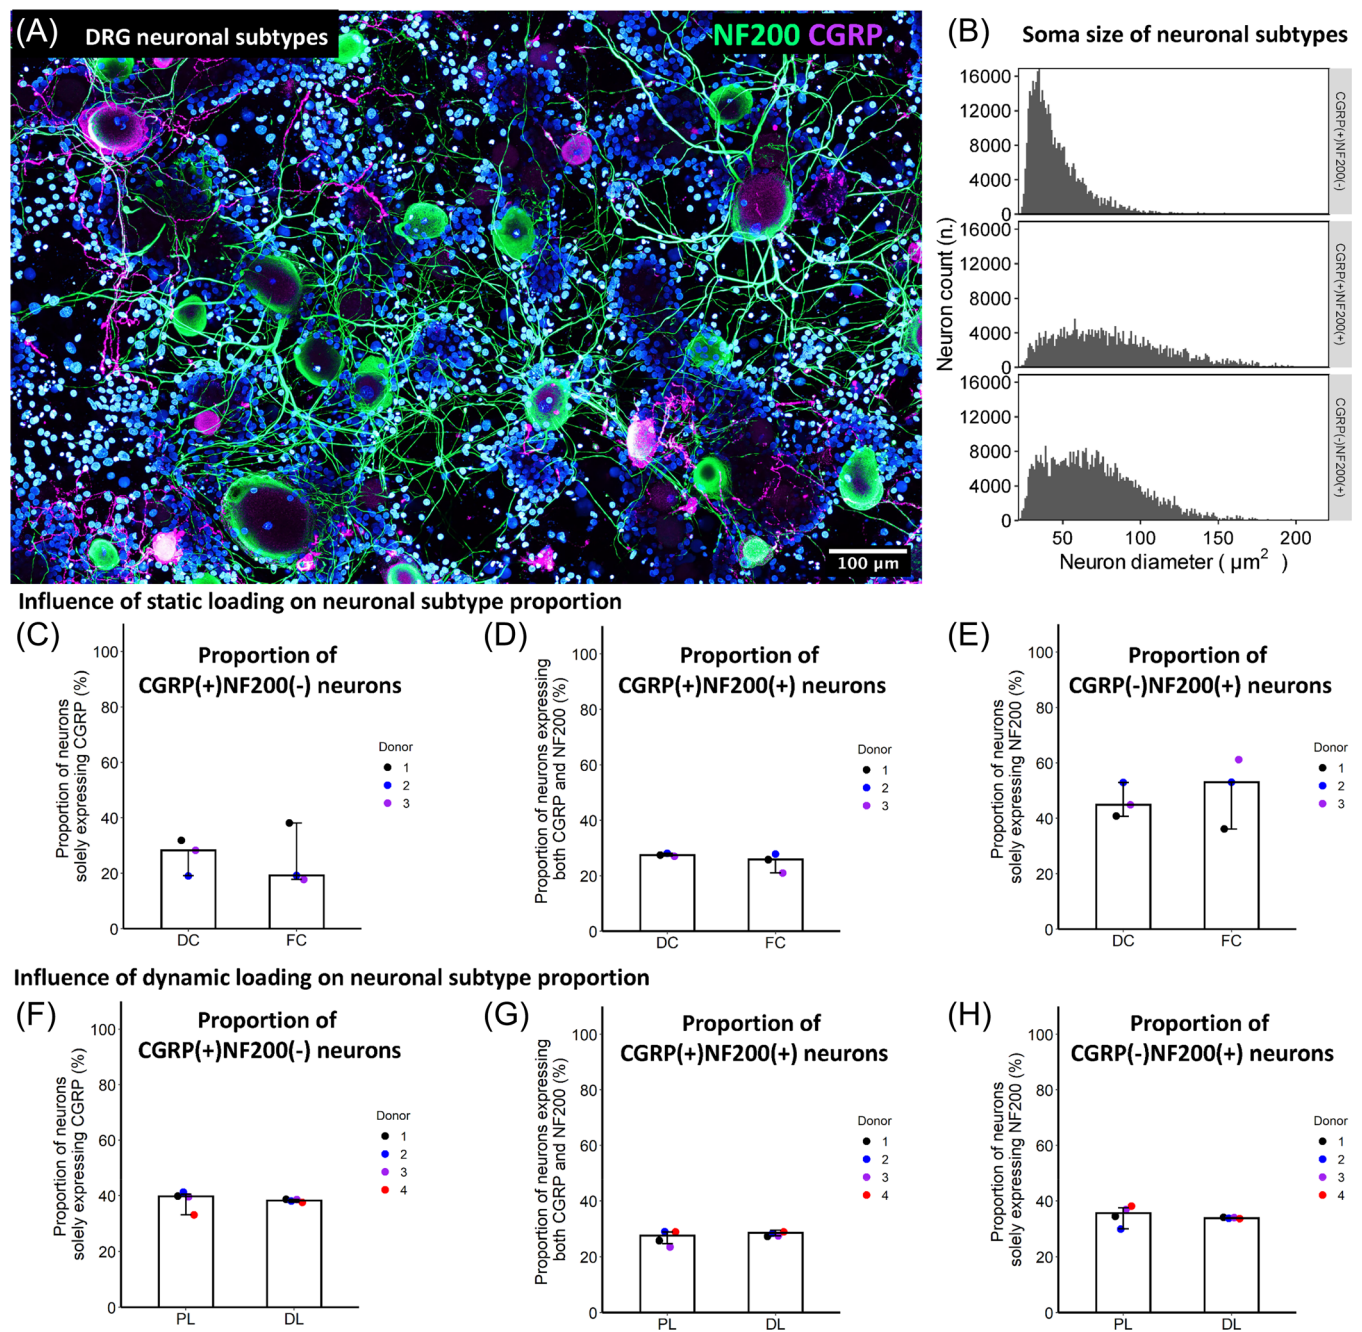 (A) DRG neuronal subtypes NF200 CGRP
100 µm
(B) Soma size of neuronal subtypes
Neuron count (n.)
16000
12000
8000
4000
0
CGRP(+)NF200(-)
16000
12000
8000
4000
0
CGRP(+)NF200(+)
16000
12000
8000
4000
0
CGRP(-)NF200(+)
50 100 150 200
Neuron diameter ( µm² )
Influence of static loading on neuronal subtype proportion
(C) Proportion of
CGRP(+)NF200(-) neurons
Proportion of neurons
solely expressing CGRP (%)
100
80
60
40
20
0
DC FC
Donor
1
2
3
(D) Proportion of
CGRP(+)NF200(+) neurons
Proportion of neurons expressing
both CGRP and NF200 (%)
100
80
60
40
20
0
DC FC
Donor
1
2
3
(E) Proportion of
CGRP(-)NF200(+) neurons
Proportion of neurons
solely expressing NF200 (%)
100
80
60
40
20
0
DC FC
Donor
1
2
3
Influence of dynamic loading on neuronal subtype proportion
(F) Proportion of
CGRP(+)NF200(-) neurons
Proportion of neurons
solely expressing CGRP (%)
100
80
60
40
20
0
PL DL
Donor
1
2
3
4
(G) Proportion of
CGRP(+)NF200(+) neurons
Proportion of neurons expressing
both CGRP and NF200 (%)
100
80
60
40
20
0
PL DL
Donor
1
2
3
4
(H) Proportion of
CGRP(-)NF200(+) neurons
Proportion of neurons
solely expressing NF200 (%)
100
80
60
40
20
0
PL DL
Donor
1
2
3
4